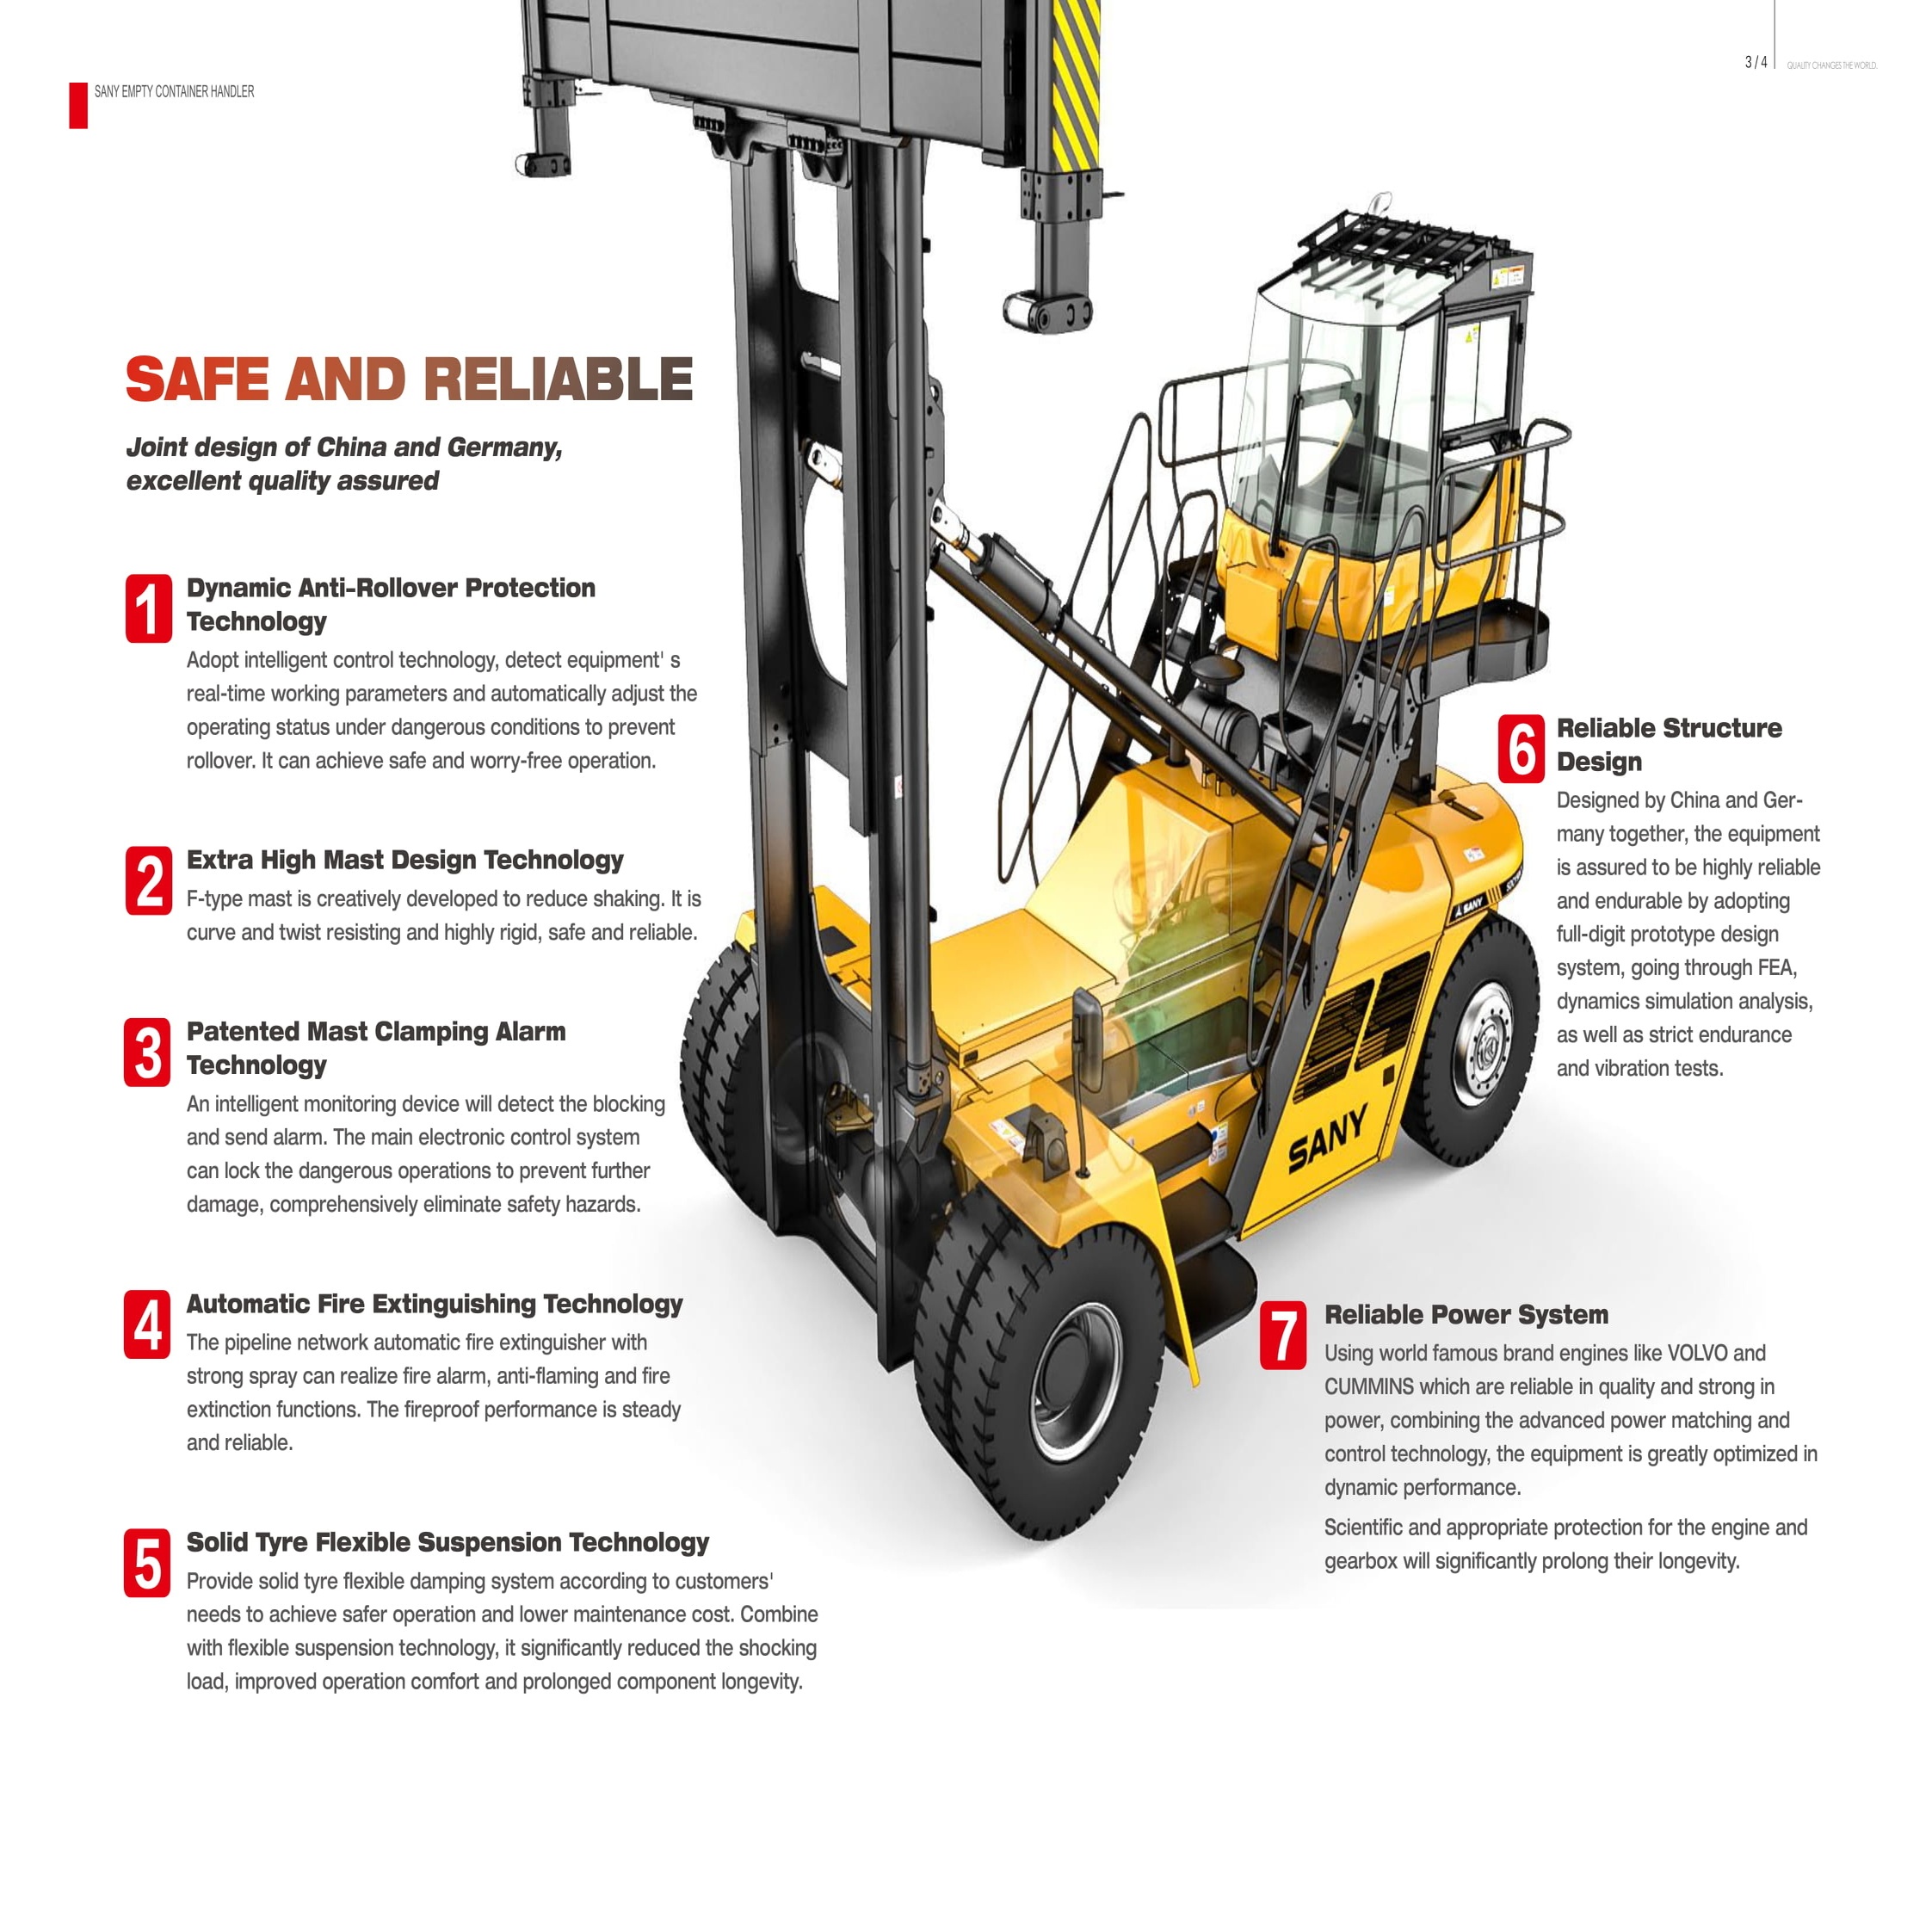 SANY EMPTY CONTAINER HANDLER
3 / 4
QUALITY CHANGES THE WORLD.
SAFE AND RELIABLE
Joint design of China and Germany,
excellent quality assured
1
Dynamic Anti-Rollover Protection
Technology
Adopt intelligent control technology, detect equipment' s
real-time working parameters and automatically adjust the
operating status under dangerous conditions to prevent
rollover. It can achieve safe and worry-free operation.
2
Extra High Mast Design Technology
F-type mast is creatively developed to reduce shaking. It is
curve and twist resisting and highly rigid, safe and reliable.
3
Patented Mast Clamping Alarm
Technology
An intelligent monitoring device will detect the blocking
and send alarm. The main electronic control system
can lock the dangerous operations to prevent further
damage, comprehensively eliminate safety hazards.
4
Automatic Fire Extinguishing Technology
The pipeline network automatic fire extinguisher with
strong spray can realize fire alarm, anti-flaming and fire
extinction functions. The fireproof performance is steady
and reliable.
5
Solid Tyre Flexible Suspension Technology
Provide solid tyre flexible damping system according to customers'
needs to achieve safer operation and lower maintenance cost. Combine
with flexible suspension technology, it significantly reduced the shocking
load, improved operation comfort and prolonged component longevity.
6
Reliable Structure
Design
Designed by China and Ger-
many together, the equipment
is assured to be highly reliable
and endurable by adopting
full-digit prototype design
system, going through FEA,
dynamics simulation analysis,
as well as strict endurance
and vibration tests.
7
Reliable Power System
Using world famous brand engines like VOLVO and
CUMMINS which are reliable in quality and strong in
power, combining the advanced power matching and
control technology, the equipment is greatly optimized in
dynamic performance.
Scientific and appropriate protection for the engine and
gearbox will significantly prolong their longevity.
SANY
SANY